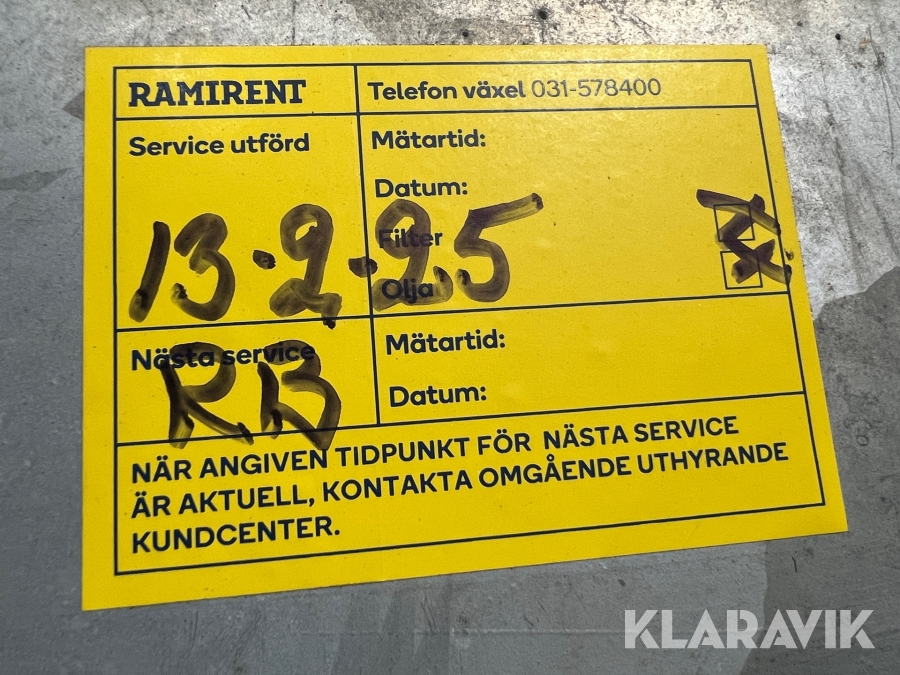 RAMIRENT
Telefon växel 031-578400
Service utförd
Mätartid:
Datum:
Filter
Olja
13.2.25
Nästa service
RB
Mätartid:
Datum:
NÄR ANGIVEN TIDPUNKT FÖR NÄSTA SERVICE
ÄR AKTUELL, KONTAKTA OMGÅENDE UTHYRANDE
KUNDCENTER.
KLARAVIK